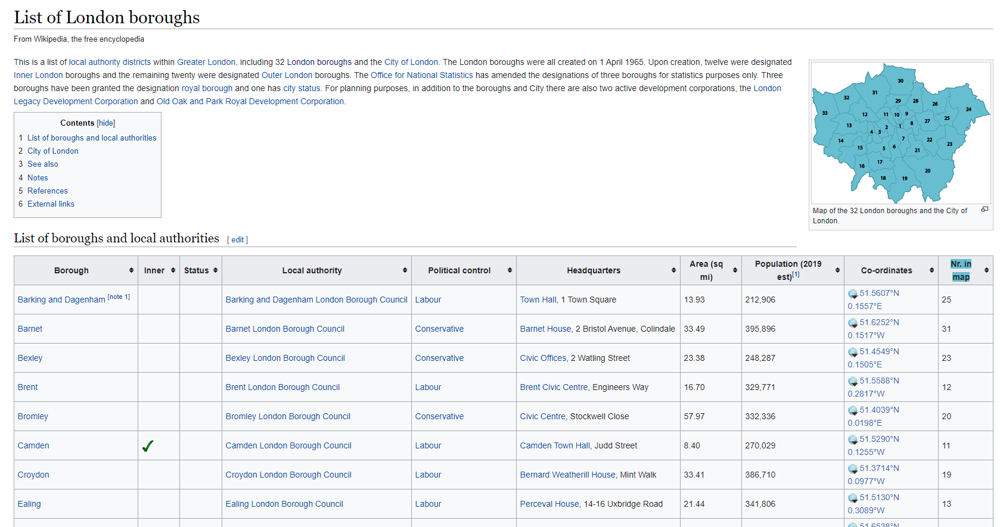 List of London boroughs
From Wikipedia, the free encyclopedia
This is a list of local authority districts within Greater London, including 32 London boroughs and the City of London. The London boroughs were all created on 1 April 1965. Upon creation, twelve were designated
Inner London boroughs and the remaining twenty were designated Outer London boroughs. The Office for National Statistics has amended the designations of three boroughs for statistics purposes only. Three
boroughs have been granted the designation royal borough and one has city status. For planning purposes, in addition to the boroughs and City there are also two active development corporations, the London
Legacy Development Corporation and Old Oak and Park Royal Development Corporation.
Contents [hide]
1 List of boroughs and local authorities
2 City of London
3 See also
4 Notes
5 References
6 External links
30
31
32
29 28
26
33
12
11 10 9
25
24
13
4 3 2 1
8
27
14
15
5 6
7
22
21
23
16
17
18
19
20
Map of the 32 London boroughs and the City of
London.
List of boroughs and local authorities [ edit ]
Borough Inner Status Local authority Political control Headquarters Area (sq mi) Population (2019 est)[1] Co-ordinates Nr. in map
Barking and Dagenham [note 1] Barking and Dagenham London Borough Council Labour Town Hall, 1 Town Square 13.93 212,906 51.5607°N 0.1557°E 25
Barnet Barnet London Borough Council Conservative Barnet House, 2 Bristol Avenue, Colindale 33.49 395,896 51.6252°N 0.1517°W 31
Bexley Bexley London Borough Council Conservative Civic Offices, 2 Watling Street 23.38 248,287 51.4549°N 0.1505°E 23
Brent Brent London Borough Council Labour Brent Civic Centre, Engineers Way 16.70 329,771 51.5588°N 0.2817°W 12
Bromley Bromley London Borough Council Conservative Civic Centre, Stockwell Close 57.97 332,336 51.4039°N 0.0198°E 20
Camden ✓ Camden London Borough Council Labour Camden Town Hall, Judd Street 8.40 270,029 51.5290°N 0.1255°W 11
Croydon Croydon London Borough Council Labour Bernard Weatherill House, Mint Walk 33.41 386,710 51.3714°N 0.0977°W 19
Ealing Ealing London Borough Council Labour Perceval House, 14-16 Uxbridge Road 21.44 341,806 51.5130°N 0.3089°W 13